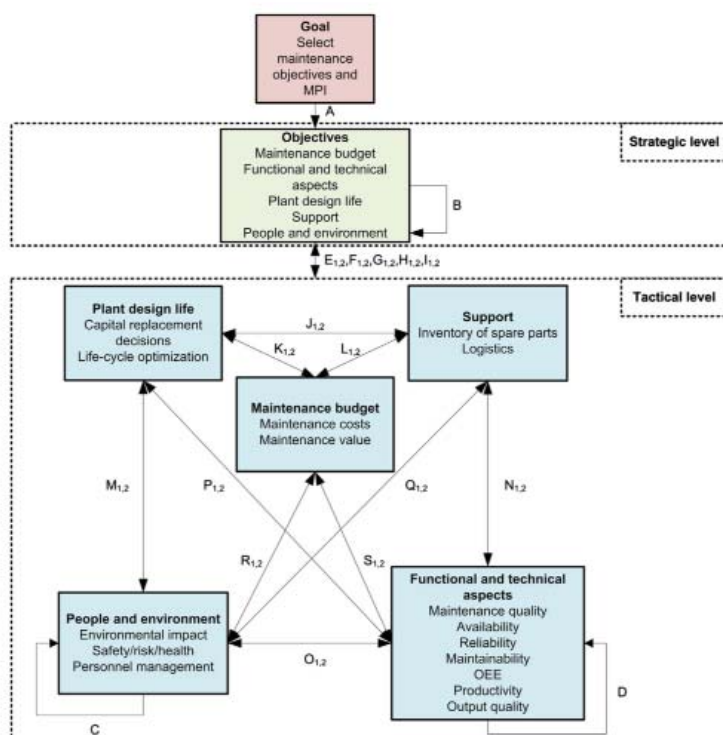 Goal
Select
maintenance
objectives and
MPI
A
Strategic level
Objectives
Maintenance budget
Functional and technical
aspects
Plant design life
Support
People and environment
B
E1,2,F1,2,G1,2,H1,2,I1,2
Tactical level
Plant design life
Capital replacement
decisions
Life-cycle optimization
J1,2
Support
Inventory of spare parts
Logistics
K1,2
L1,2
Maintenance budget
Maintenance costs
Maintenance value
M1,2
P1,2
Q1,2
N1,2
R1,2
S1,2
People and environment
Environmental impact
Safety/risk/health
Personnel management
O1,2
Functional and technical
aspects
Maintenance quality
Availability
Reliability
Maintainability
OEE
Productivity
Output quality
C
D